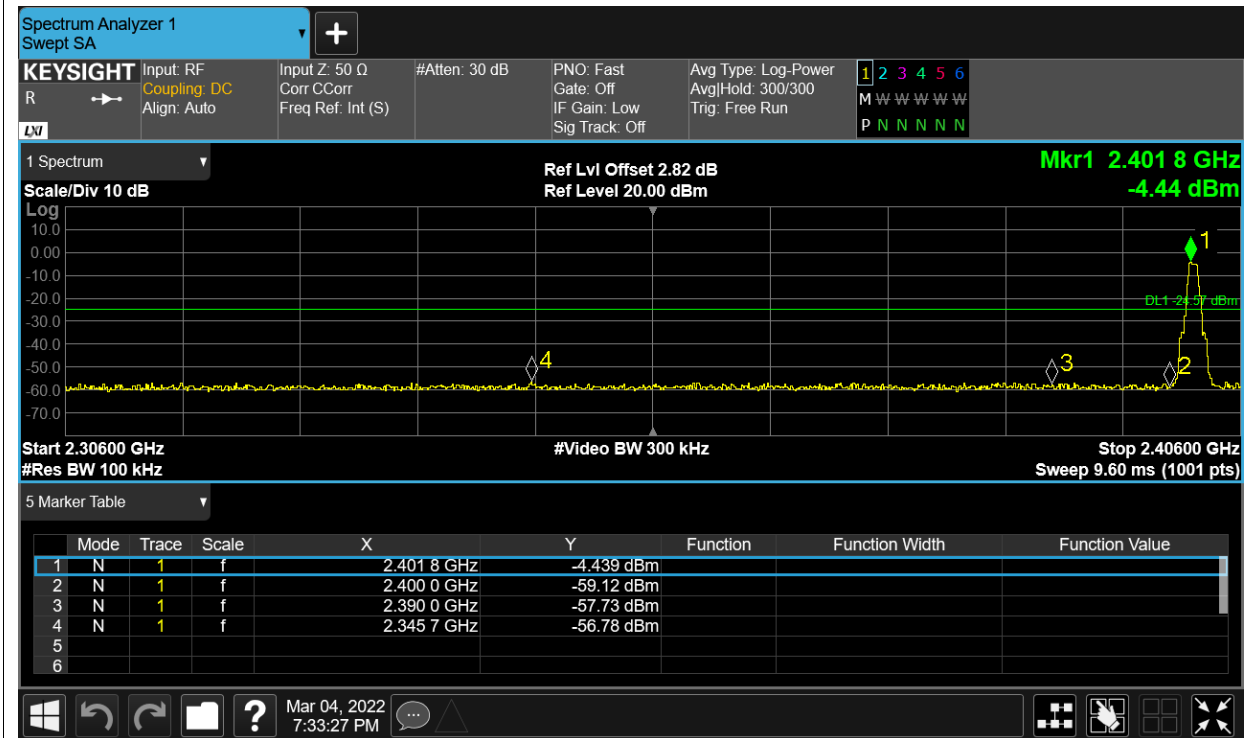 Spectrum Analyzer 1
Swept SA
KEYSIGHT
R
LXI
Input: RF
Coupling: DC
Align: Auto
Input Z: 50 Ω
Corr CCorr
Freq Ref: Int (S)
#Atten: 30 dB
PNO: Fast
Gate: Off
IF Gain: Low
Sig Track: Off
Avg Type: Log-Power
Avg|Hold: 300/300
Trig: Free Run
1 2 3 4 5 6
M W W W W W
P N N N N N
1 Spectrum
Scale/Div 10 dB
Ref Lvl Offset 2.82 dB
Ref Level 20.00 dBm
Mkr1 2.401 8 GHz
-4.44 dBm
Log
10.0
0.00
-10.0
-20.0
-30.0
-40.0
-50.0
-60.0
-70.0
1
DL1 -24.57 dBm
4
3
2
Start 2.30600 GHz
#Video BW 300 kHz
Stop 2.40600 GHz
#Res BW 100 kHz
Sweep 9.60 ms (1001 pts)
5 Marker Table
Mode Trace Scale X Y Function Function Width Function Value
1 N 1 f 2.401 8 GHz -4.439 dBm
2 N 1 f 2.400 0 GHz -59.12 dBm
3 N 1 f 2.390 0 GHz -57.73 dBm
4 N 1 f 2.345 7 GHz -56.78 dBm
5
6
?
Mar 04, 2022
7:33:27 PM